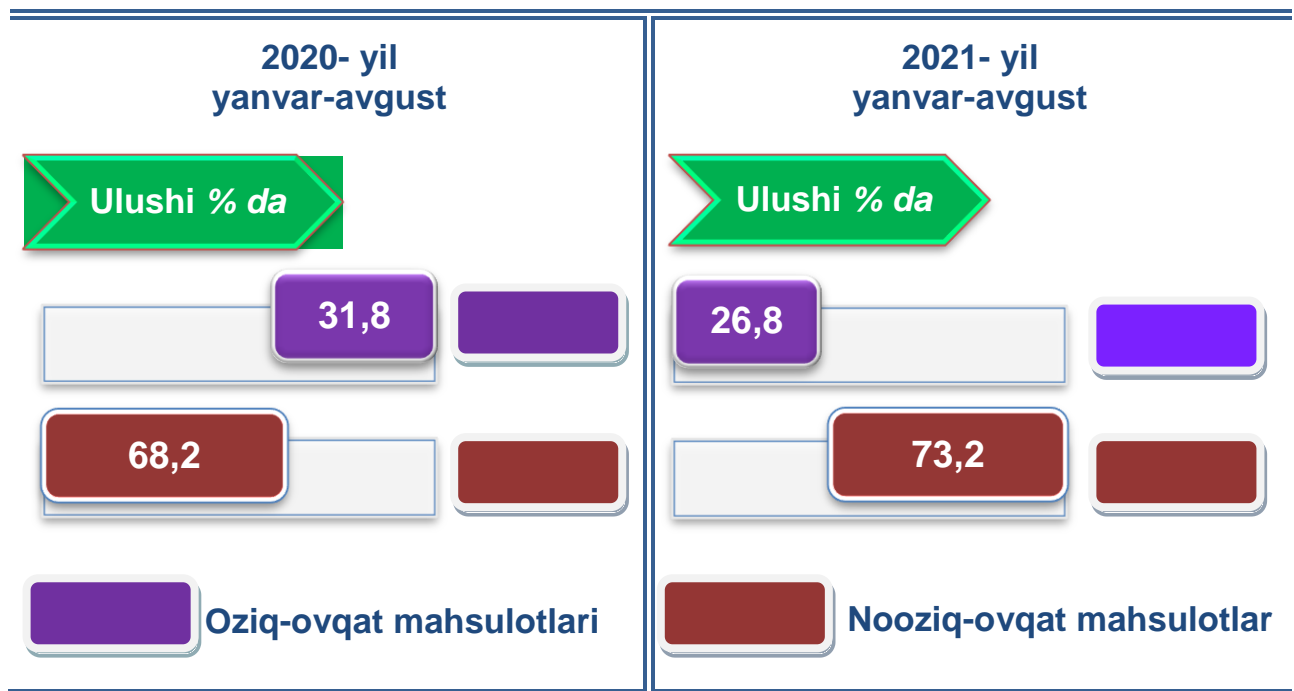 2020- yil
yanvar-avgust
Ulushi % da
31,8
68,2
2021- yil
yanvar-avgust
Ulushi % da
26,8
73,2
Oziq-ovqat mahsulotlari
Nooziq-ovqat mahsulotlar